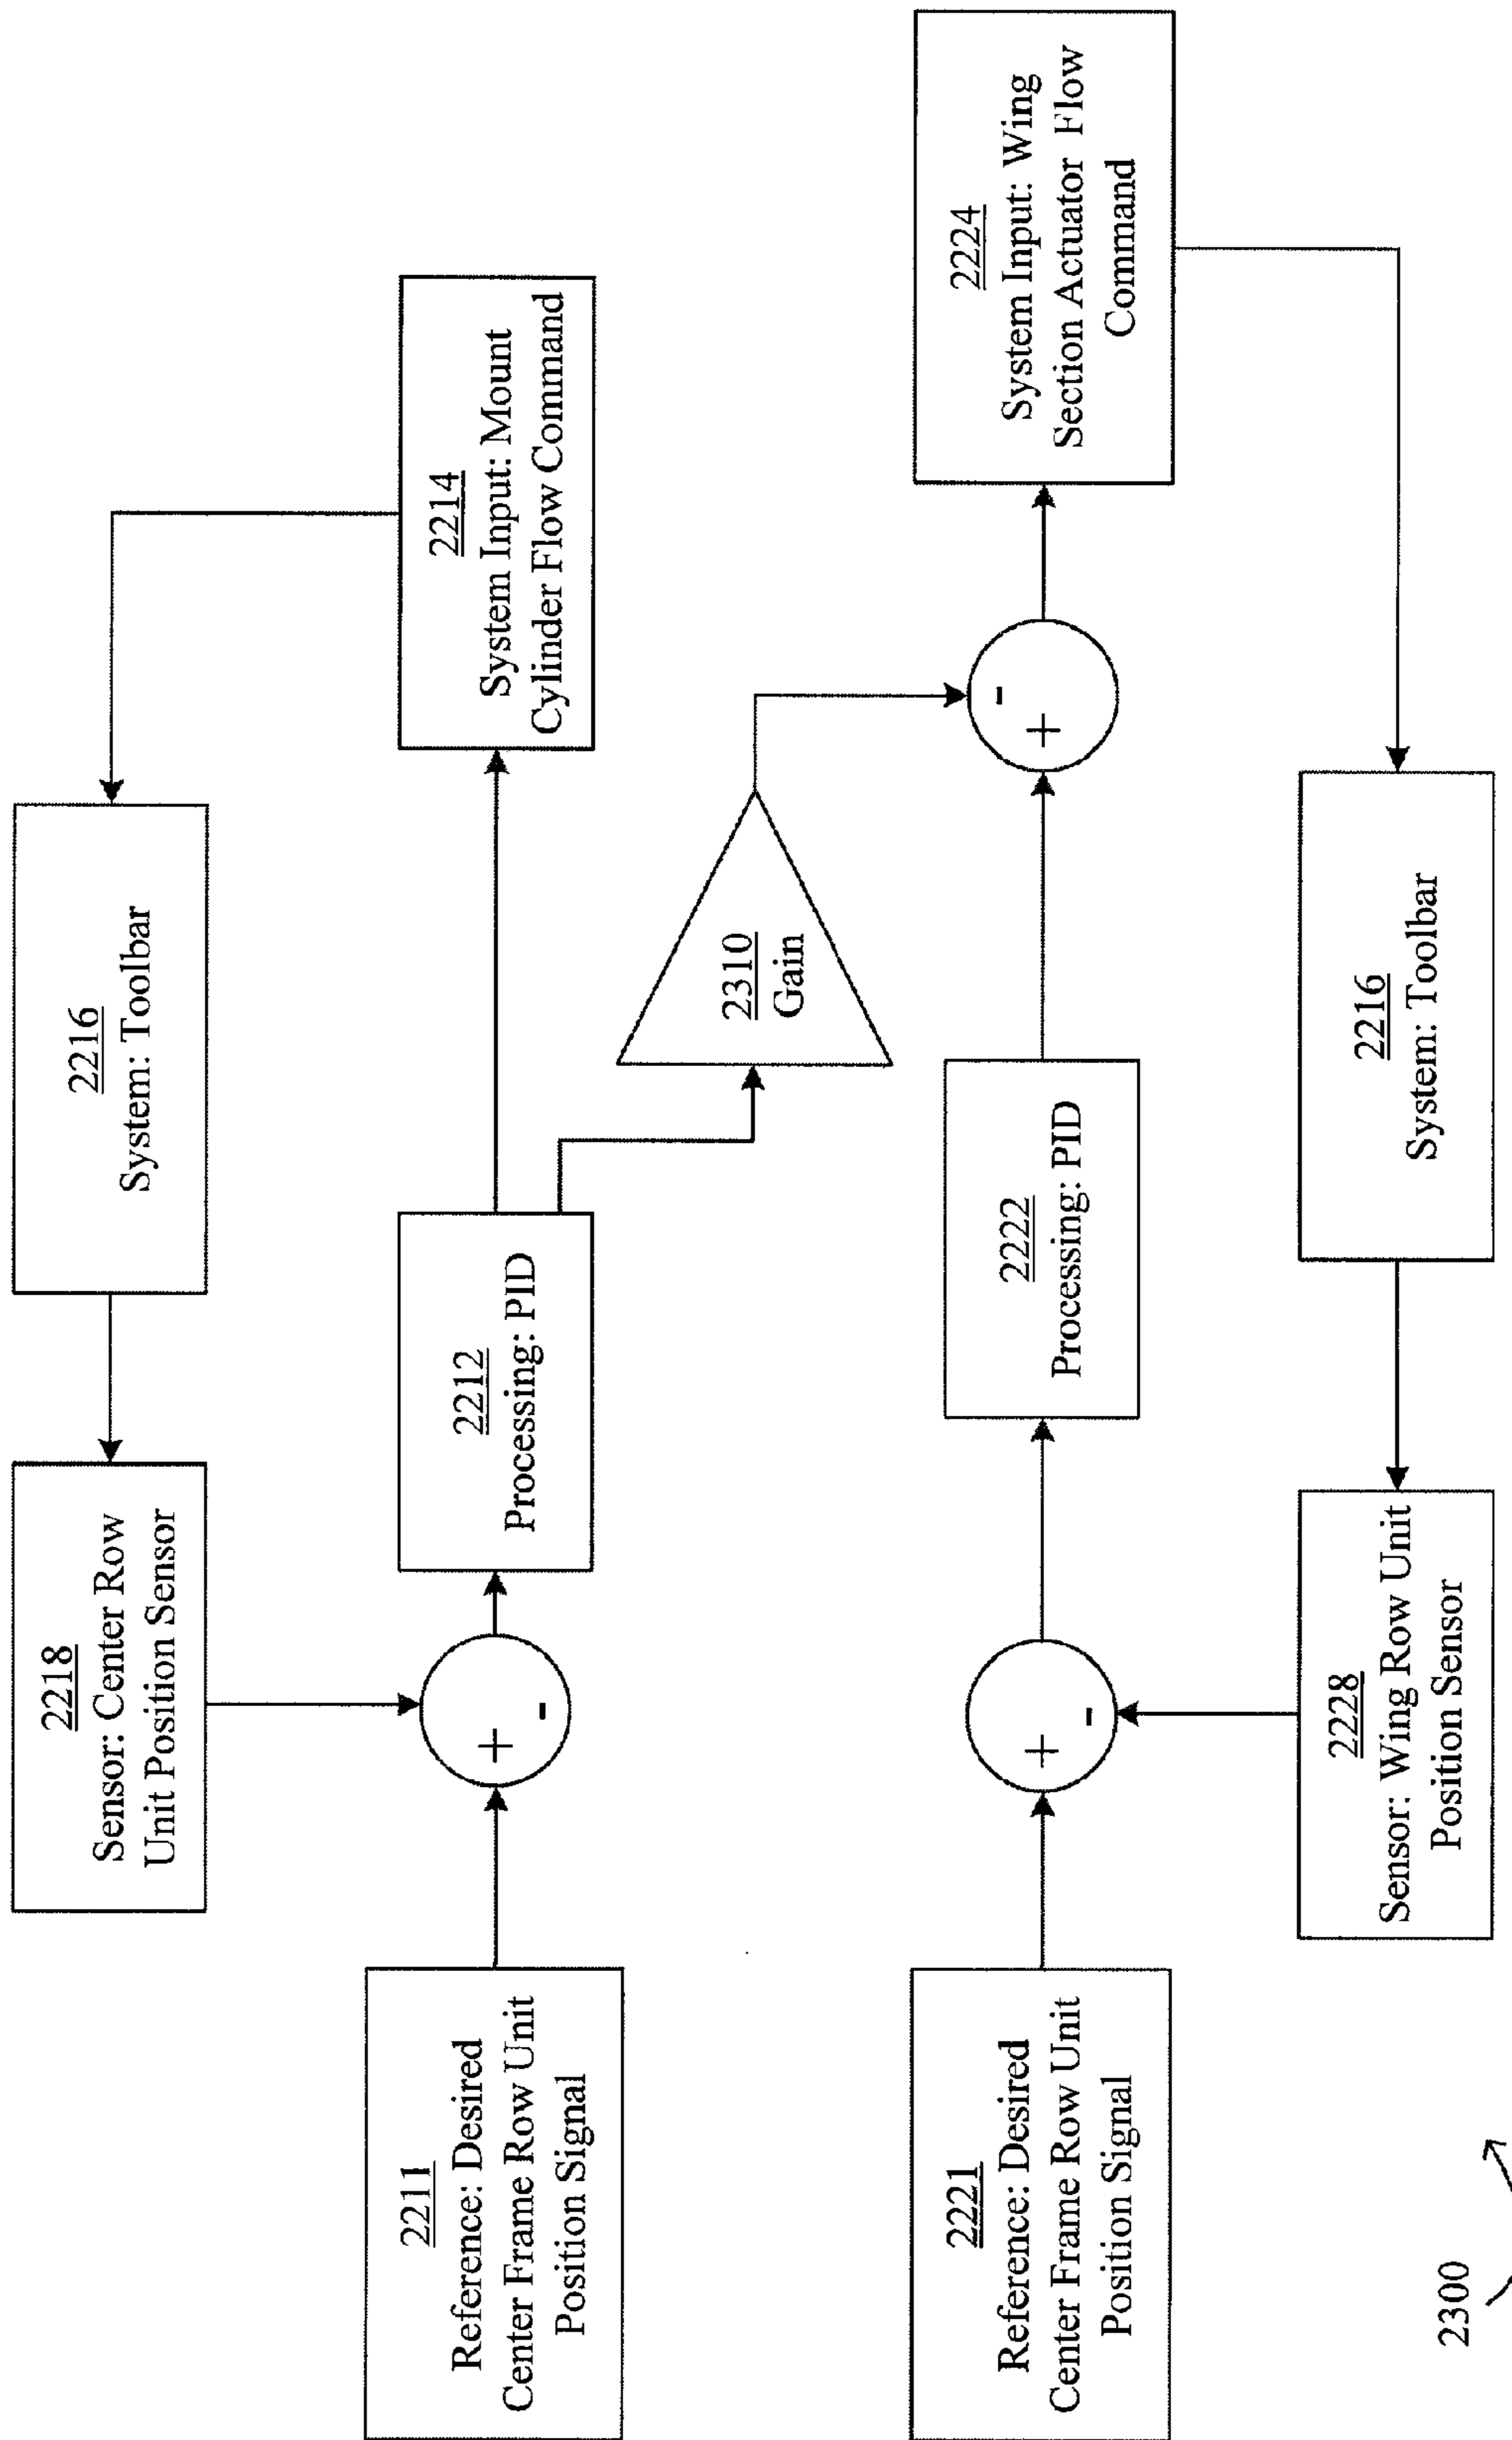 2218
Sensor: Center Row
Unit Position Sensor
2216
System: Toolbar
2211
Reference: Desired
Center Frame Row Unit
Position Signal
+
-
2212
Processing: PID
2214
System Input: Mount
Cylinder Flow Command
2310
Gain
2221
Reference: Desired
Center Frame Row Unit
Position Signal
+
-
2222
Processing: PID
+
-
2224
System Input: Wing
Section Actuator Flow
Command
2228
Sensor: Wing Row Unit
Position Sensor
2216
System: Toolbar
2300